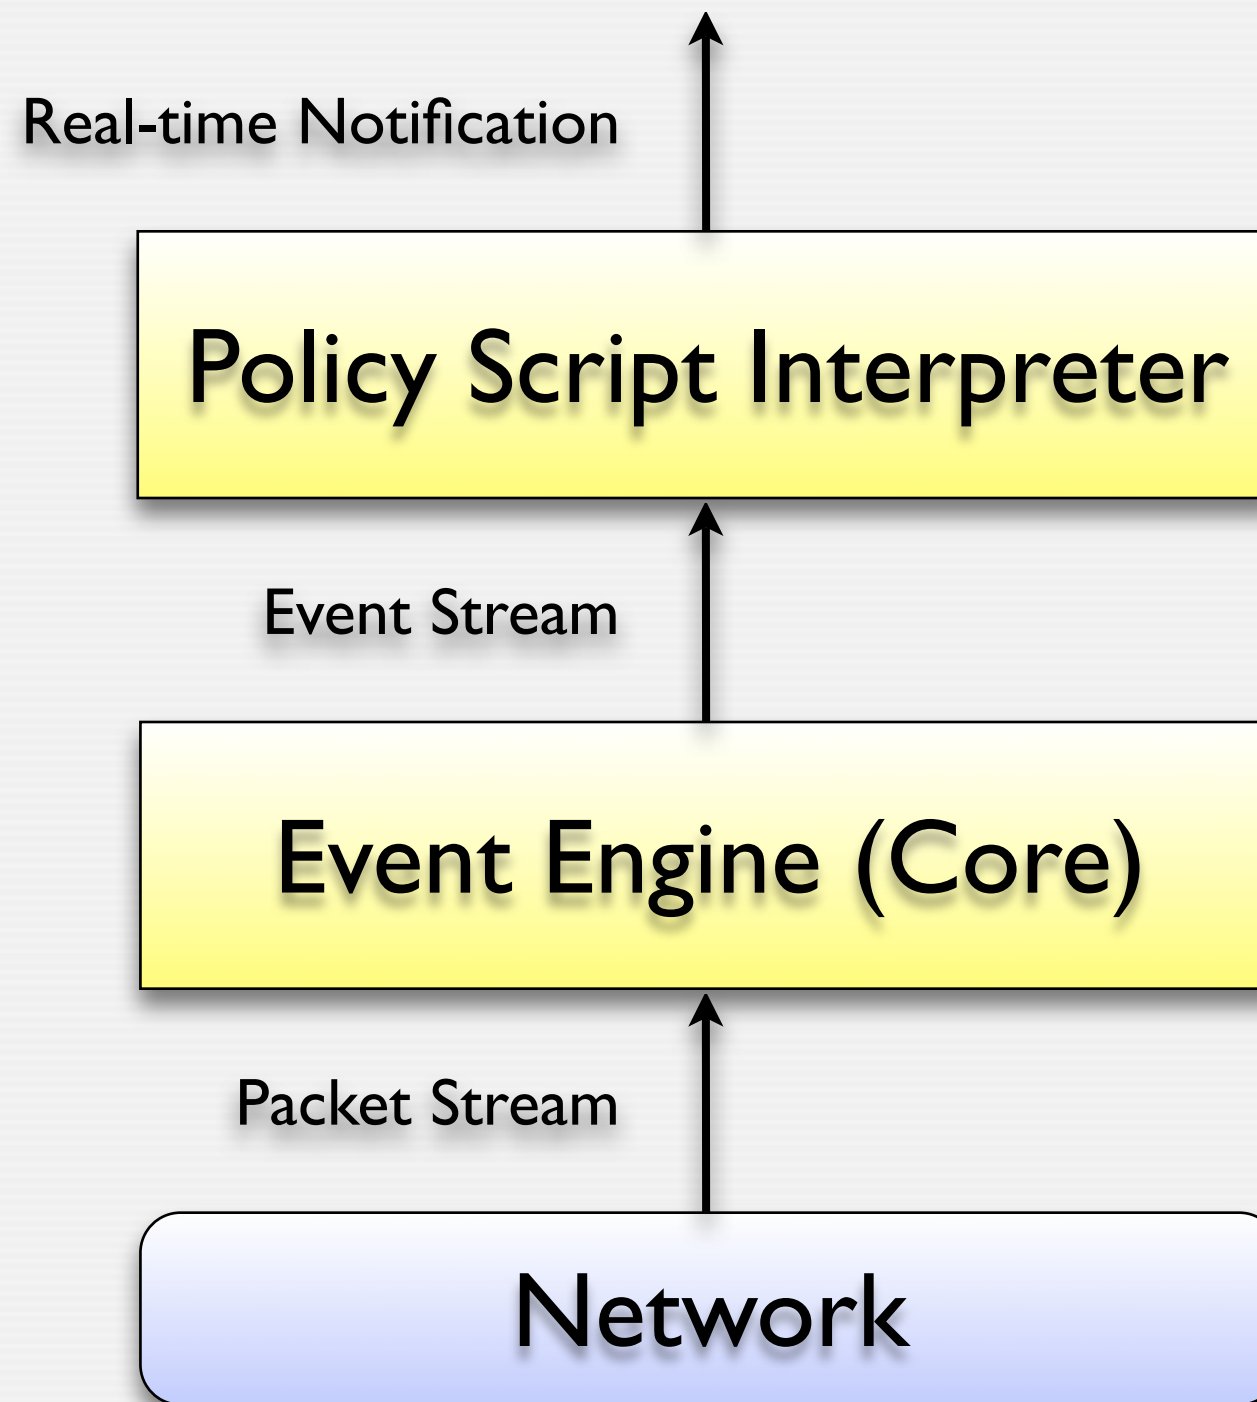 Real-time Notification
Policy Script Interpreter
Event Stream
Event Engine (Core)
Packet Stream
Network